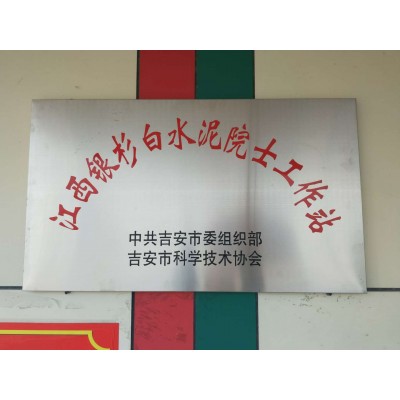 江西银杉白水泥院士工作站
中共吉安市委组织部
吉安市科学技术协会